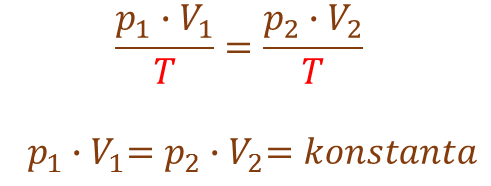 p₁ · V₁ / T = p₂ · V₂ / T
p₁ · V₁= p₂ · V₂= konstanta